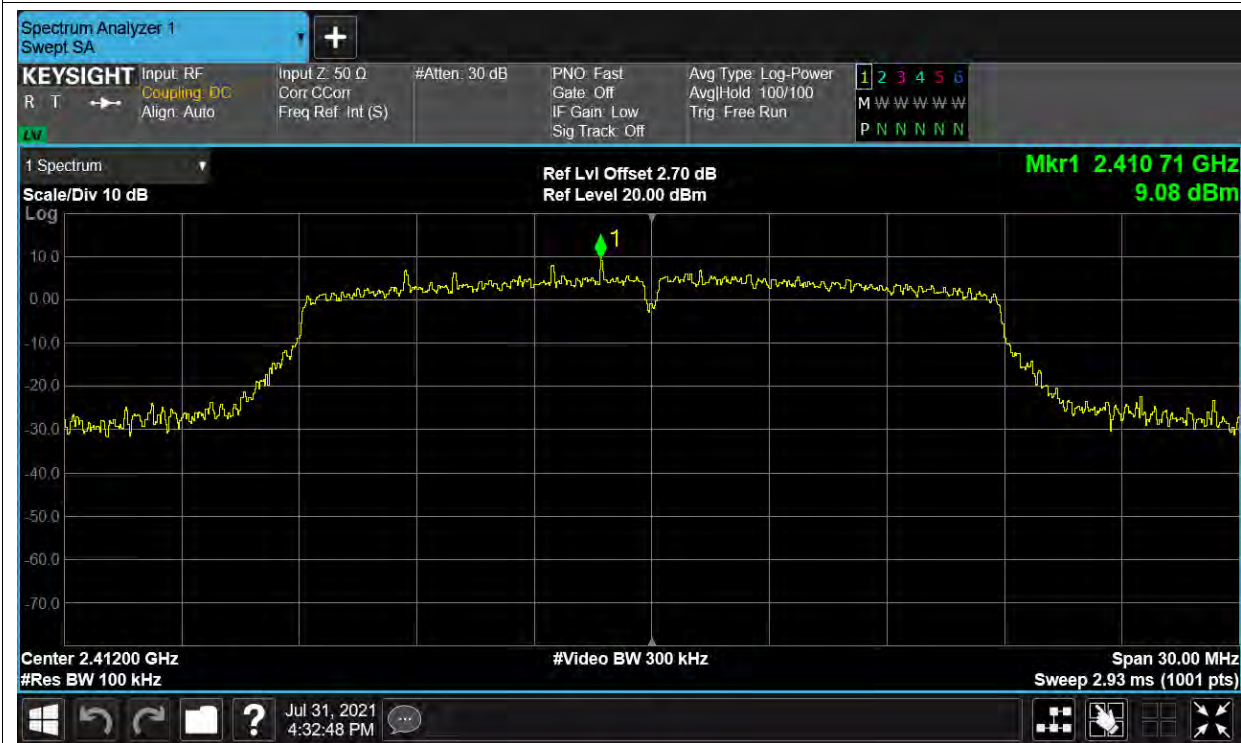 Spectrum Analyzer 1
Swept SA
+
KEYSIGHT
R T
LV
Input: RF
Coupling: DC
Align: Auto
Input Z: 50 Ω
Corr CCorr
Freq Ref: Int (S)
#Atten: 30 dB
PNO: Fast
Gate: Off
IF Gain: Low
Sig Track: Off
Avg Type: Log-Power
Avg|Hold: 100/100
Trig: Free Run
1 2 3 4 5 6
M W W W W W
P N N N N N
1 Spectrum
Scale/Div 10 dB
Log
Ref Lvl Offset 2.70 dB
Ref Level 20.00 dBm
Mkr1 2.410 71 GHz
9.08 dBm
1
10.0
0.00
-10.0
-20.0
-30.0
-40.0
-50.0
-60.0
-70.0
Center 2.41200 GHz
#Res BW 100 kHz
#Video BW 300 kHz
Span 30.00 MHz
Sweep 2.93 ms (1001 pts)
?
Jul 31, 2021
4:32:48 PM